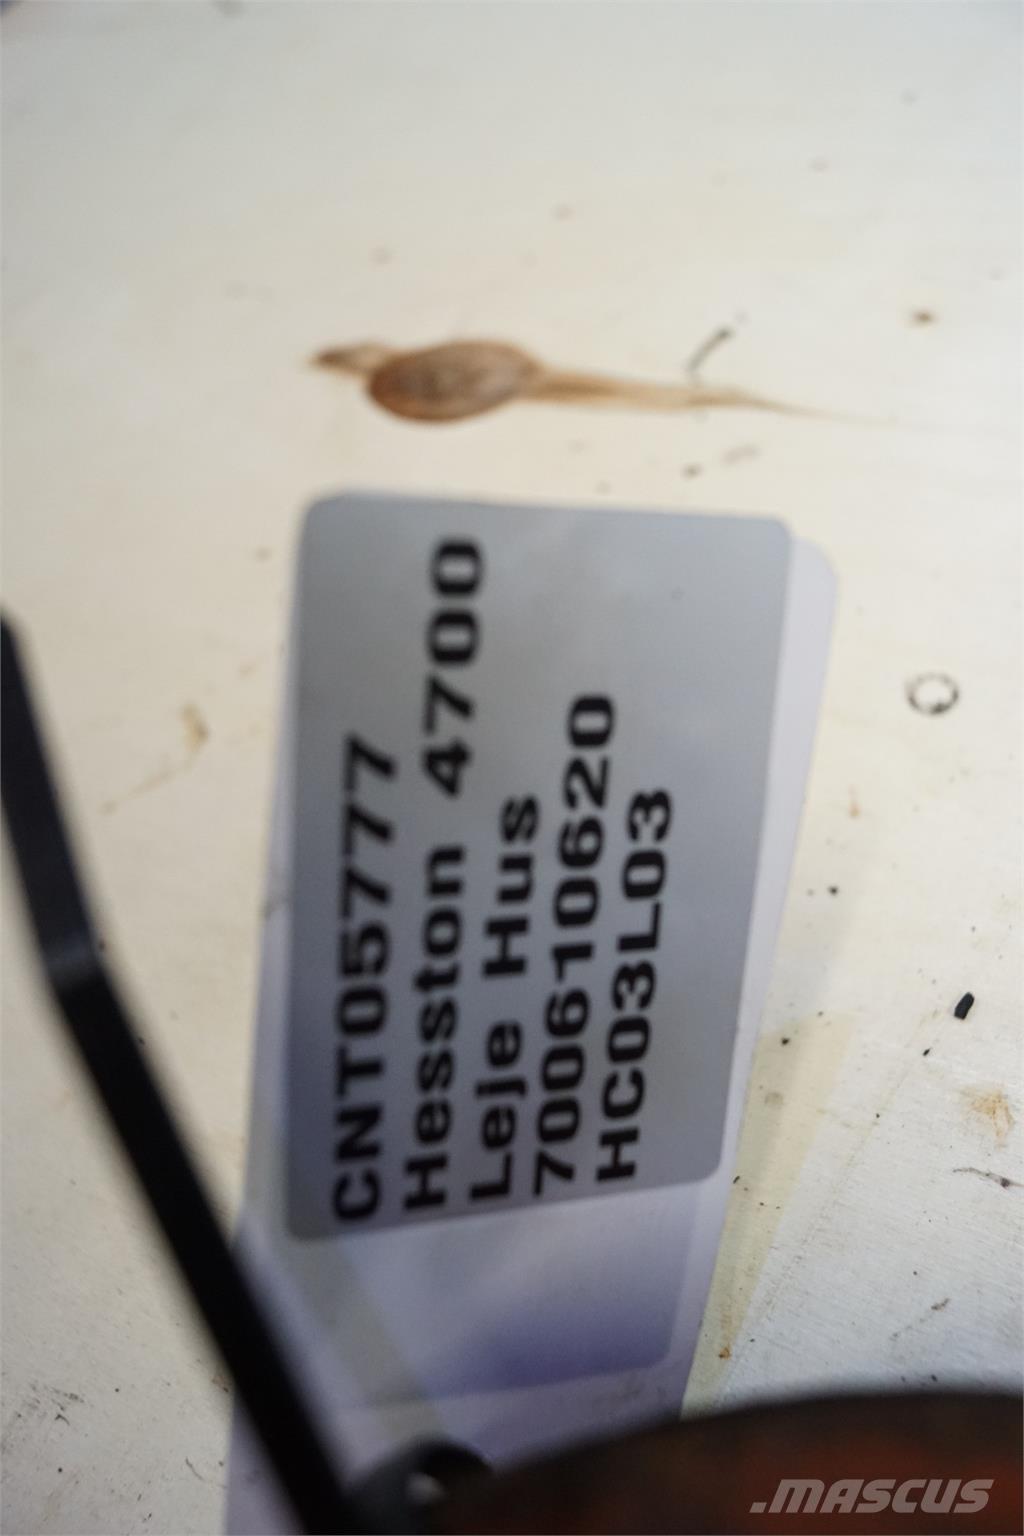 CNT05777
Hesston 4700
Leje Hus
700610620
HC03L03
.MASCUS